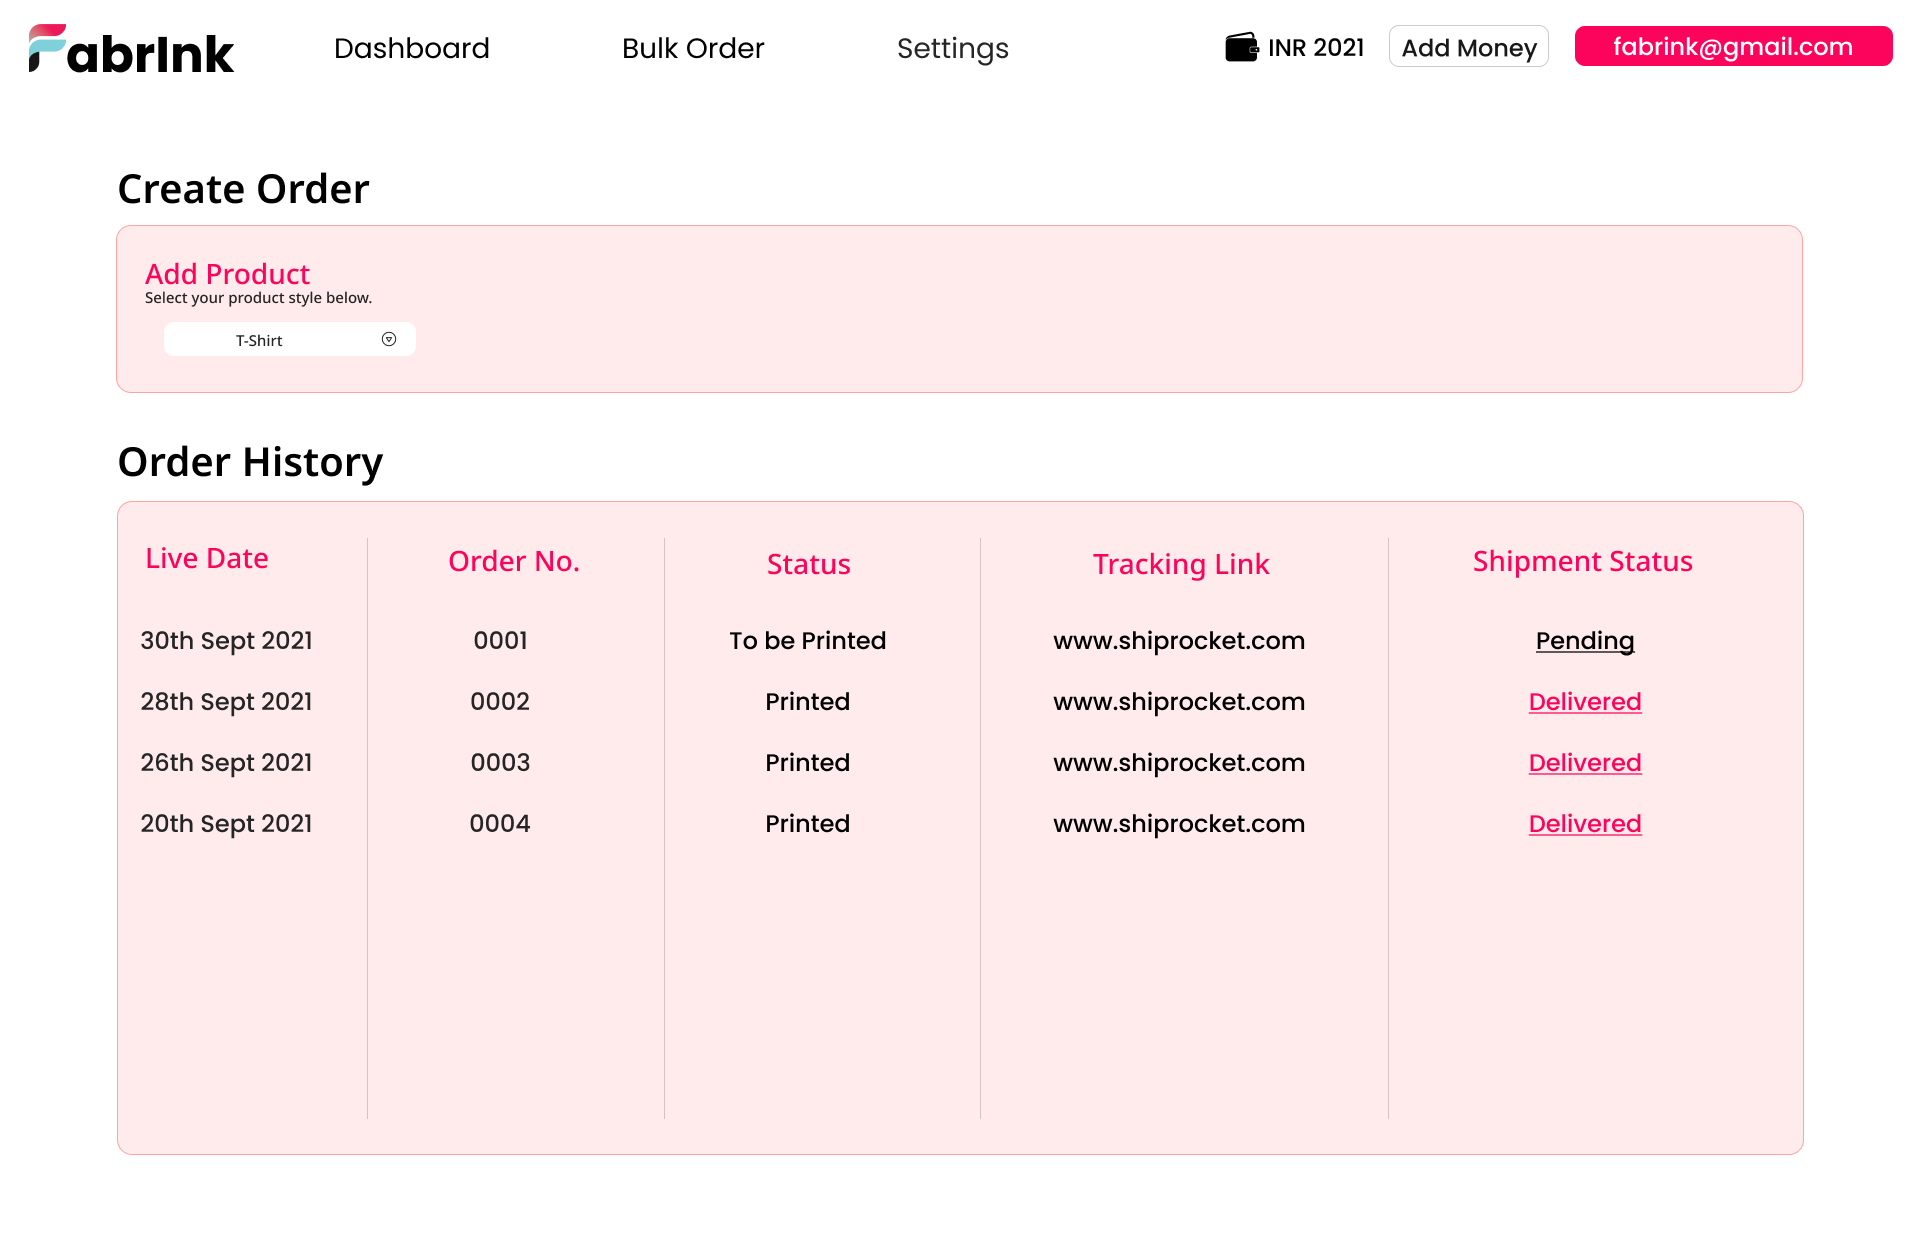 FabrInk Dashboard Bulk Order Settings INR 2021 Add Money fabrink@gmail.com
Create Order
Add Product
Select your product style below.
T-Shirt
Order History
Live Date Order No. Status Tracking Link Shipment Status
30th Sept 2021 0001 To be Printed www.shiprocket.com Pending
28th Sept 2021 0002 Printed www.shiprocket.com Delivered
26th Sept 2021 0003 Printed www.shiprocket.com Delivered
20th Sept 2021 0004 Printed www.shiprocket.com Delivered